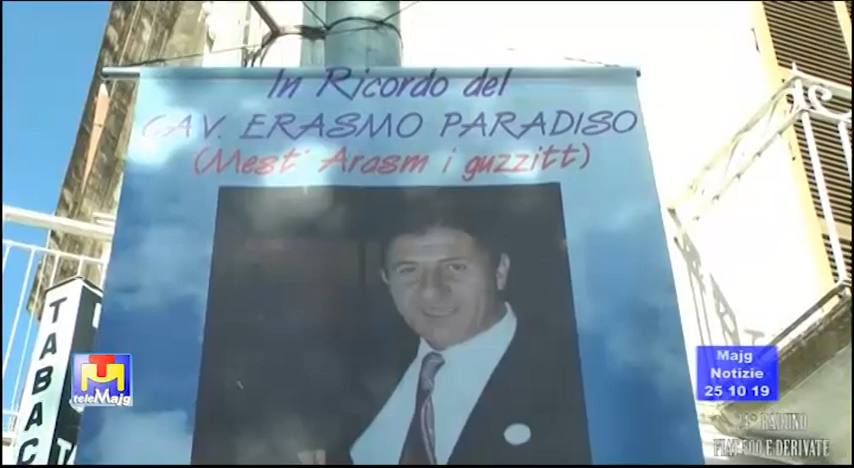 In Ricordo del
CAV. ERASMO PARADISO
(Mest' Arasm i guzzitt)
TABACC
T
teleMajg
Majg
Notizie
25 10 19
RADUNO
FIAT 500 E DERIVATE